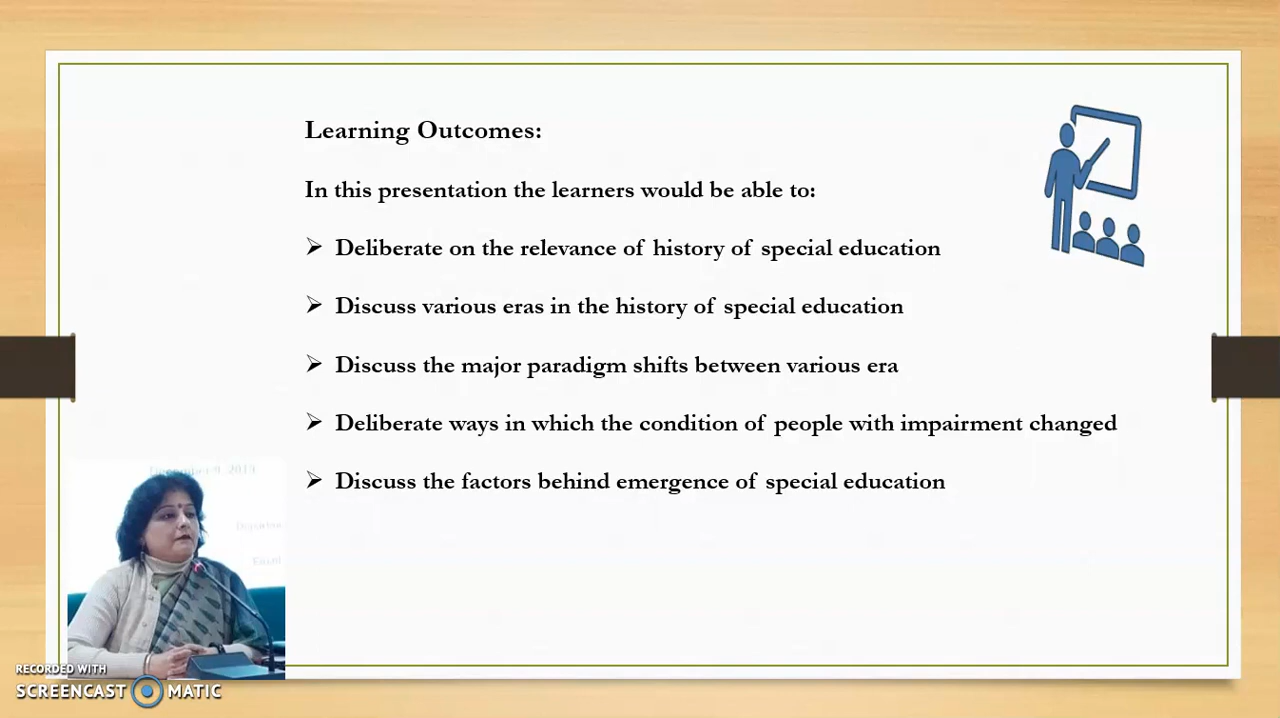 Learning Outcomes:
In this presentation the learners would be able to:
Deliberate on the relevance of history of special education
Discuss various eras in the history of special education
Discuss the major paradigm shifts between various era
Deliberate ways in which the condition of people with impairment changed
Discuss the factors behind emergence of special education
RECORDED WITH
SCREENCAST MATIC